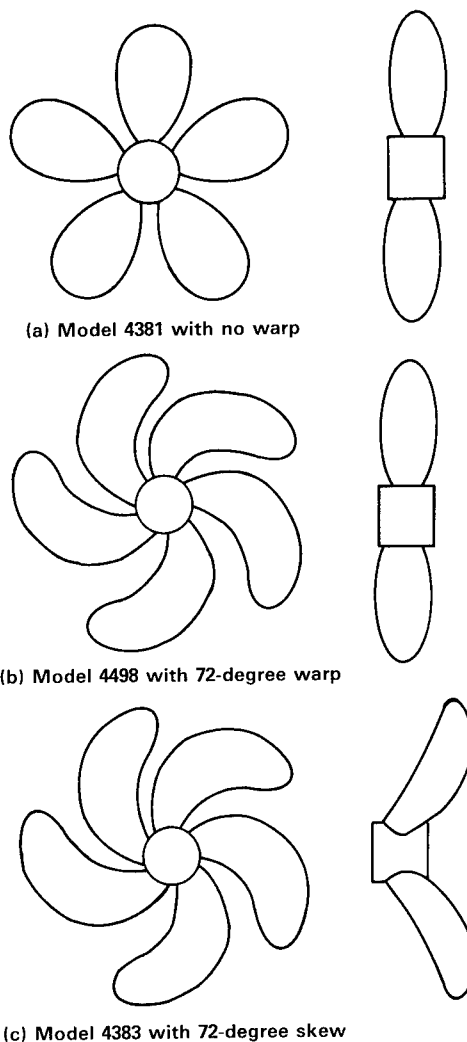 (a) Model 4381 with no warp
(b) Model 4498 with 72-degree warp
(c) Model 4383 with 72-degree skew